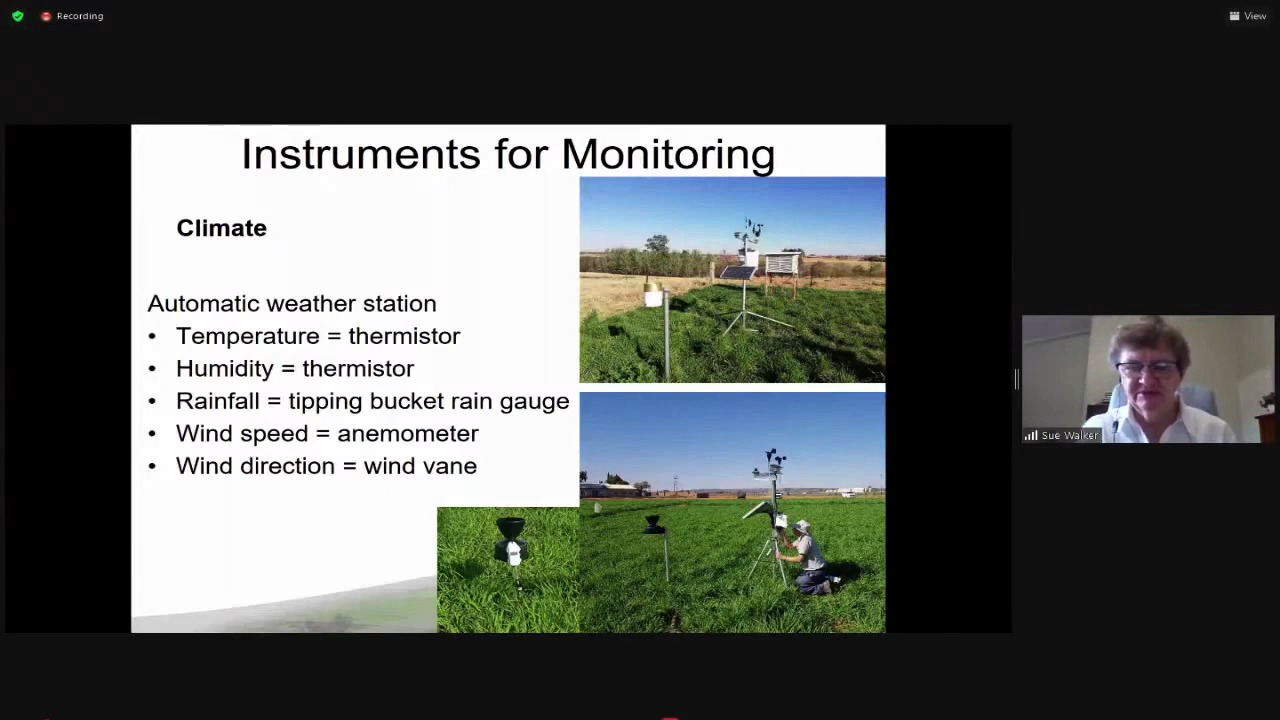 Recording
View
Instruments for Monitoring
Climate
Automatic weather station
• Temperature = thermistor
• Humidity = thermistor
• Rainfall = tipping bucket rain gauge
• Wind speed = anemometer
• Wind direction = wind vane
Sue Walker